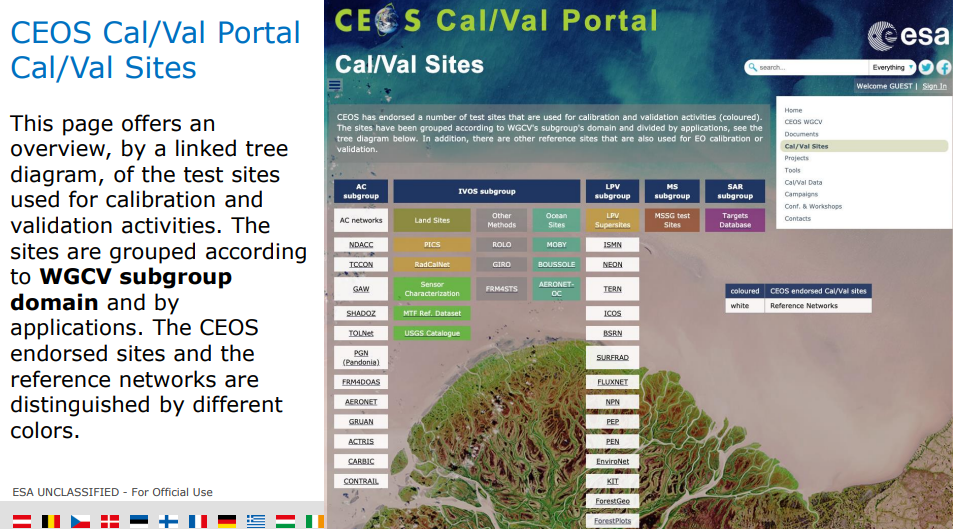 CEOS Cal/Val Portal
Cal/Val Sites
This page offers an
overview, by a linked tree
diagram, of the test sites
used for calibration and
validation activities. The
sites are grouped according
to WGCV subgroup
domain and by
applications. The CEOS
endorsed sites and the
reference networks are
distinguished by different
colors.
ESA UNCLASSIFIED - For Official Use
CEOS Cal/Val Portal
esa
Cal/Val Sites
search...
Everything
Welcome GUEST | Sign In
CEOS has endorsed a number of test sites that are used for calibration and validation activities (coloured).
The sites have been grouped according to WGCV's subgroup's domain and divided by applications, see the
tree diagram below. In addition, there are other reference sites that are also used for EO calibration or
validation.
Home
CEOS WGCV
Documents
Cal/Val Sites
Projects
Tools
Cal/Val Data
Campaigns
Conf. & Workshops
Contacts
AC subgroup
IVOS subgroup
LPV subgroup
MS subgroup
SAR subgroup
AC networks
Land Sites
Other Methods
Ocean Sites
LPV Supersites
MSSG test Sites
Targets Database
NDACC
PICS
ROLO
MOBY
ISMN
TCCON
RadCalNet
GIRO
BOUSSOLE
NEON
GAW
Sensor Characterization
FRM4STS
AERONET-OC
TERN
SHADOZ
MTF Ref. Dataset
ICOS
TOLNet
USGS Catalogue
BSRN
PGN (Pandonia)
SURFRAD
FRM4DOAS
FLUXNET
AERONET
NPN
GRUAN
PEP
ACTRIS
PEN
CARBIC
EnviroNet
CONTRAIL
KIT
ForestGeo
ForestPlots
coloured CEOS endorsed Cal/Val sites
white Reference Networks